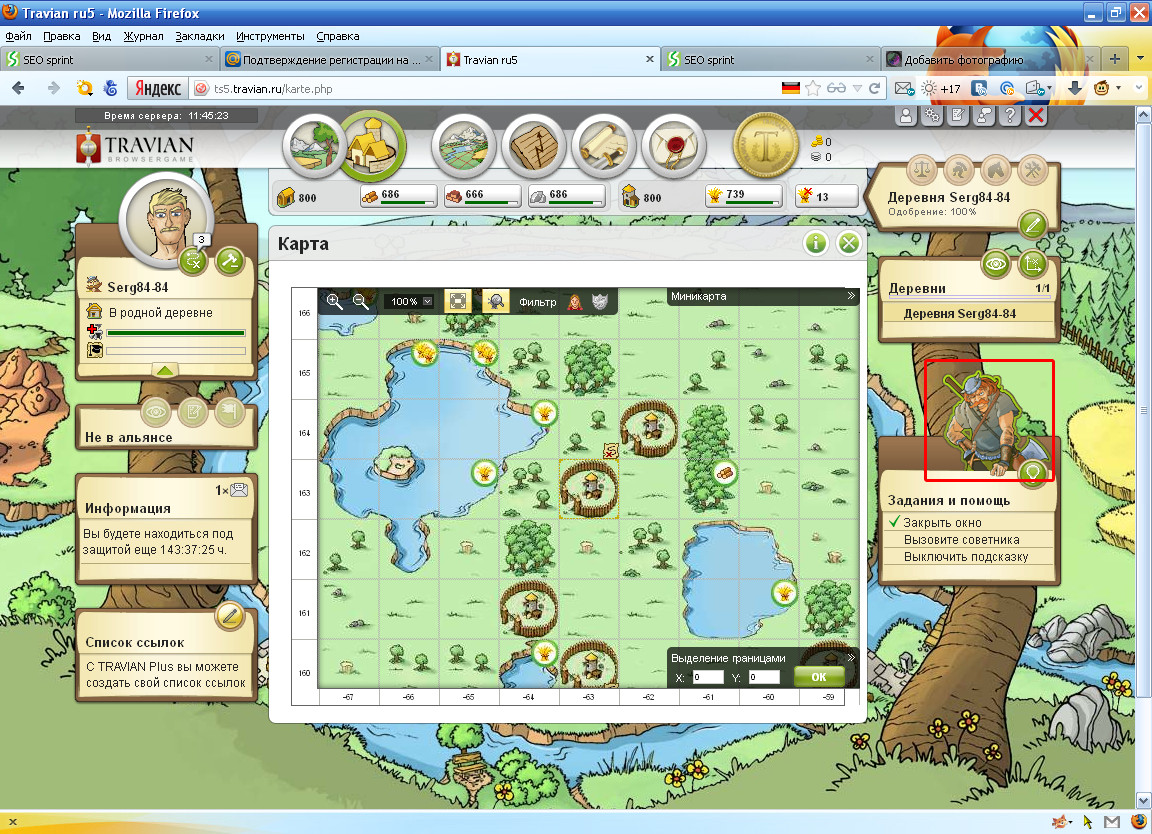 Travian ru5 - Mozilla Firefox
Файл Правка Вид Журнал Закладки Инструменты Справка
SEO sprint
Подтверждение регистрации на ...
Travian ru5
SEO sprint
Добавить фотографию
Яндекс
ts5.travian.ru/karte.php
+17
Время сервера: 11:45:23
TRAVIAN
BROWSERGAME
T
0
0
800
686
666
686
800
739
13
3
Serg84-84
В родной деревне
Не в альянсе
1×
Информация
Вы будете находиться под
защитой еще 143:37:25 ч.
Список ссылок
С TRAVIAN Plus вы можете
создать свой список ссылок
Карта
i
100%
Фильтр
Миникарта »
166
165
164
163
162
161
160
Выделение границами »
X: 0 Y: 0 OK
-67 -66 -65 -64 -63 -62 -61 -60 -59
?
Деревня Serg84-84
Одобрение: 100%
Деревни 1/1
Деревня Serg84-84
Задания и помощь
Закрыть окно
Вызовите советника
Выключить подсказку